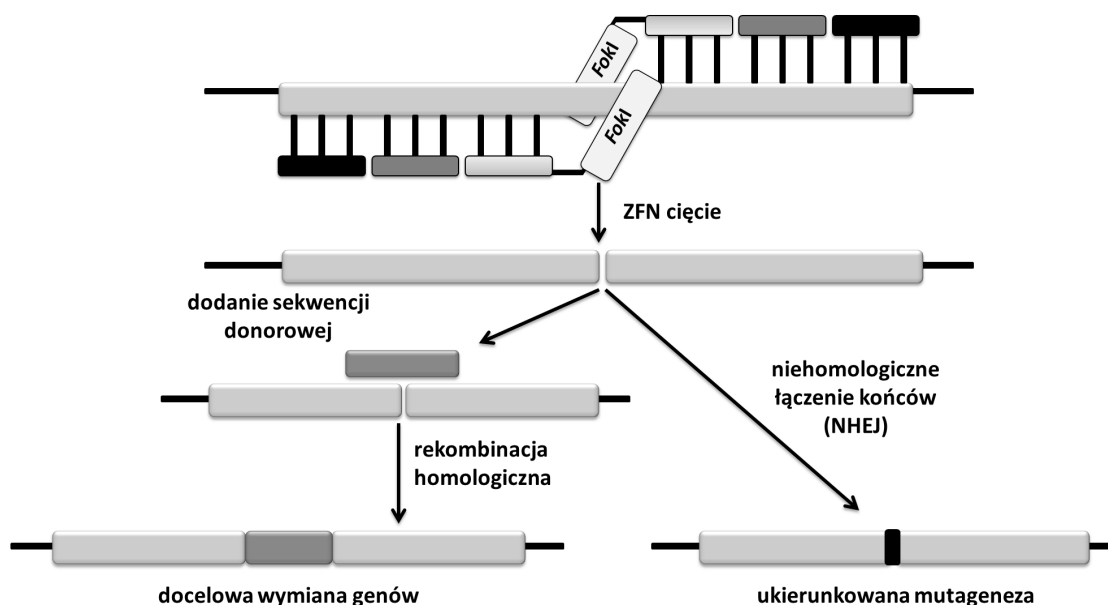 FokI
FokI
ZFN cięcie
dodanie sekwencji
donorowej
niehomologiczne
łączenie końców
(NHEJ)
rekombinacja
homologiczna
docelowa wymiana genów
ukierunkowana mutageneza